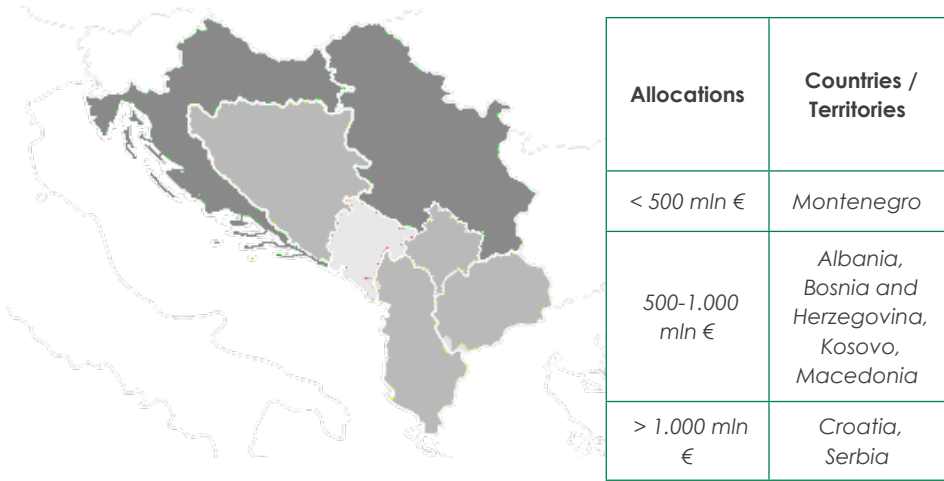 Allocations
Countries /
Territories
< 500 mln €
Montenegro
500-1.000
mln €
Albania,
Bosnia and
Herzegovina,
Kosovo,
Macedonia
> 1.000 mln
€
Croatia,
Serbia